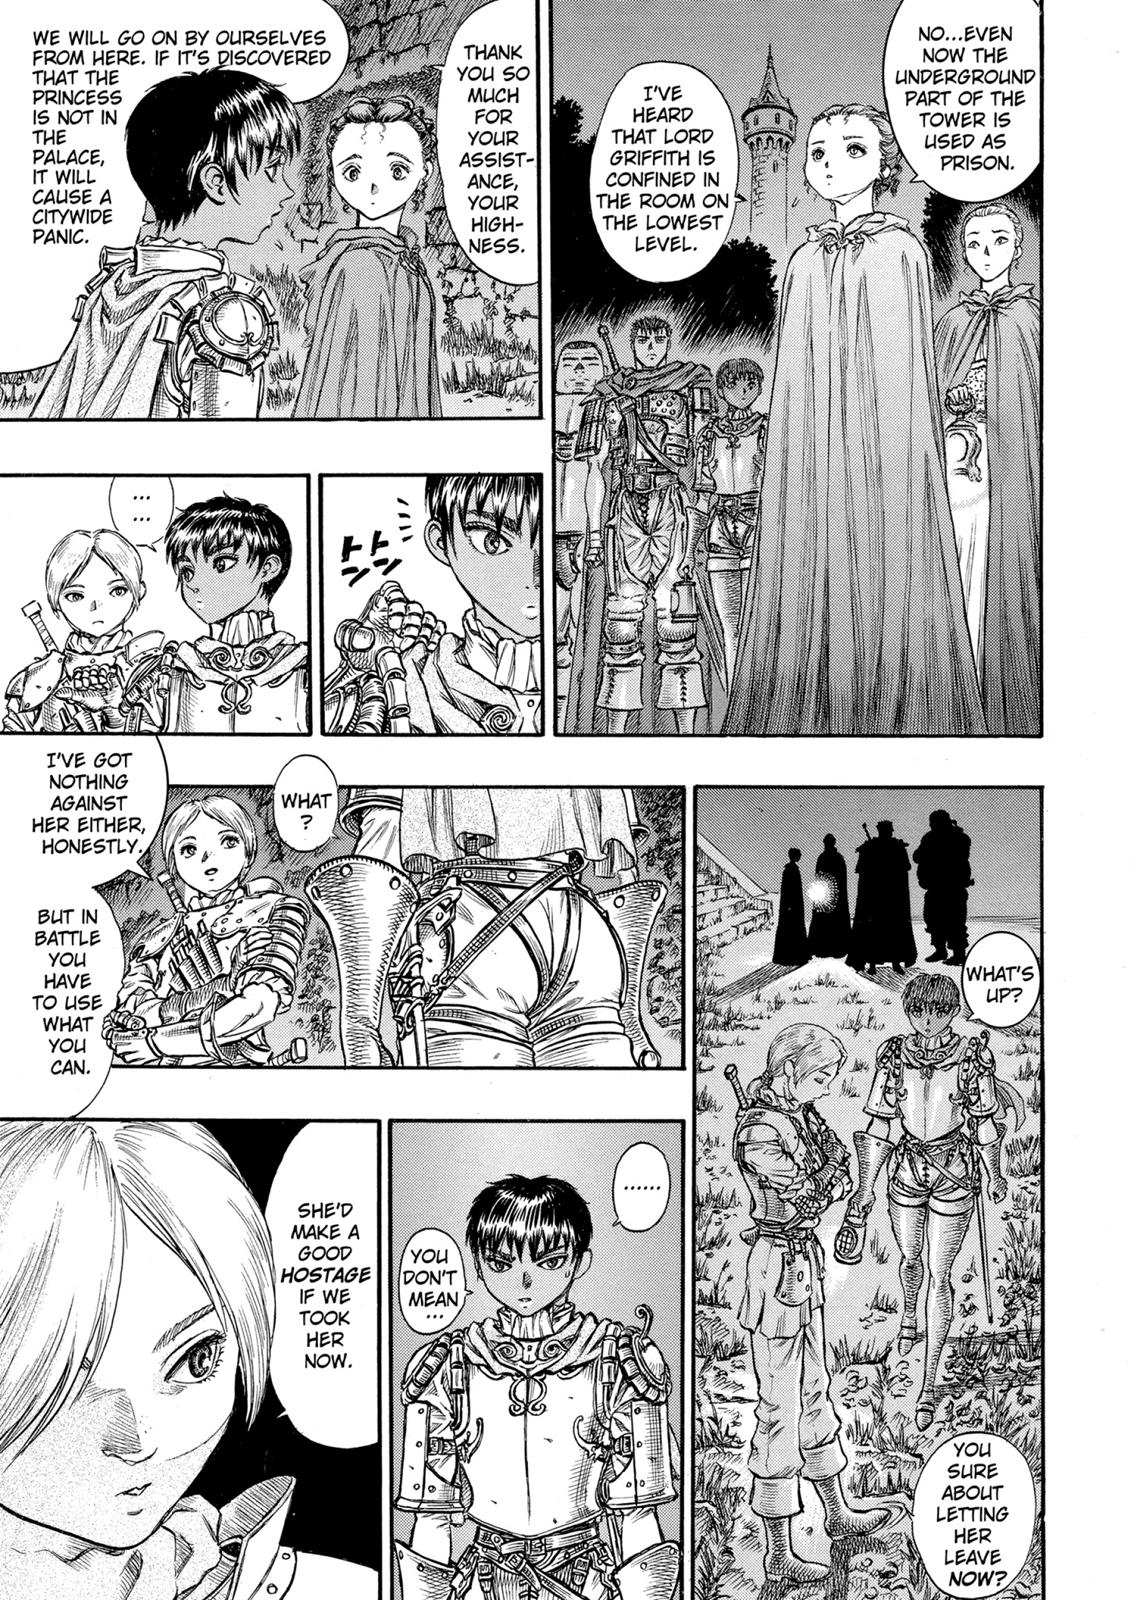 NO...EVEN
NOW THE
UNDERGROUND
PART OF THE
TOWER IS
USED AS
PRISON.
I'VE
HEARD
THAT LORD
GRIFFITH IS
CONFINED IN
THE ROOM ON
THE LOWEST
LEVEL.
THANK
YOU SO
MUCH
FOR
YOUR
ASSIST-
ANCE,
YOUR
HIGH-
NESS.
WE WILL GO ON BY OURSELVES
FROM HERE. IF IT'S DISCOVERED
THAT THE
PRINCESS
IS NOT IN
THE
PALACE,
IT WILL
CAUSE A
CITYWIDE
PANIC.
トントン
...
...
WHAT'S
UP?
YOU
SURE
ABOUT
LETTING
HER
LEAVE
NOW?
WHAT
?
I'VE GOT
NOTHING
AGAINST
HER EITHER,
HONESTLY.
BUT IN
BATTLE
YOU
HAVE
TO USE
WHAT
YOU
CAN.
......
YOU
DON'T
MEAN
...
SHE'D
MAKE A
GOOD
HOSTAGE
IF WE
TOOK
HER
NOW.